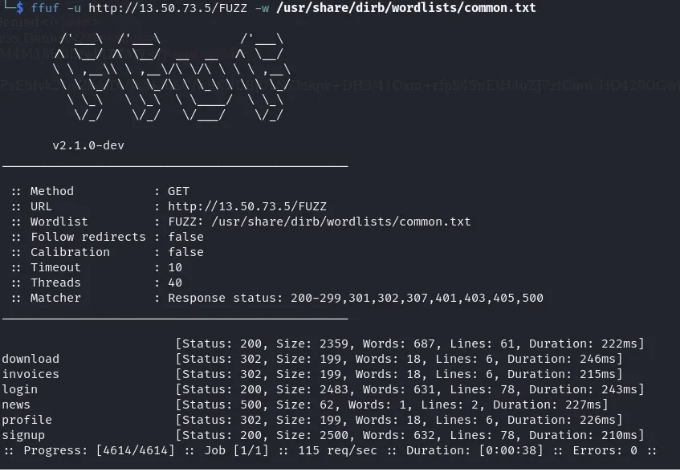 └─$ ffuf -u http://13.50.73.5/FUZZ -w /usr/share/dirb/wordlists/common.txt
v2.1.0-dev
:: Method : GET
:: URL : http://13.50.73.5/FUZZ
:: Wordlist : FUZZ: /usr/share/dirb/wordlists/common.txt
:: Follow redirects : false
:: Calibration : false
:: Timeout : 10
:: Threads : 40
:: Matcher : Response status: 200-299,301,302,307,401,403,405,500
[Status: 200, Size: 2359, Words: 687, Lines: 61, Duration: 222ms]
download [Status: 302, Size: 199, Words: 18, Lines: 6, Duration: 246ms]
invoices [Status: 302, Size: 199, Words: 18, Lines: 6, Duration: 215ms]
login [Status: 200, Size: 2483, Words: 631, Lines: 78, Duration: 243ms]
news [Status: 500, Size: 62, Words: 1, Lines: 2, Duration: 227ms]
profile [Status: 302, Size: 199, Words: 18, Lines: 6, Duration: 226ms]
signup [Status: 200, Size: 2500, Words: 632, Lines: 78, Duration: 210ms]
:: Progress: [4614/4614] :: Job [1/1] :: 115 req/sec :: Duration: [0:00:38] :: Errors: 0 ::